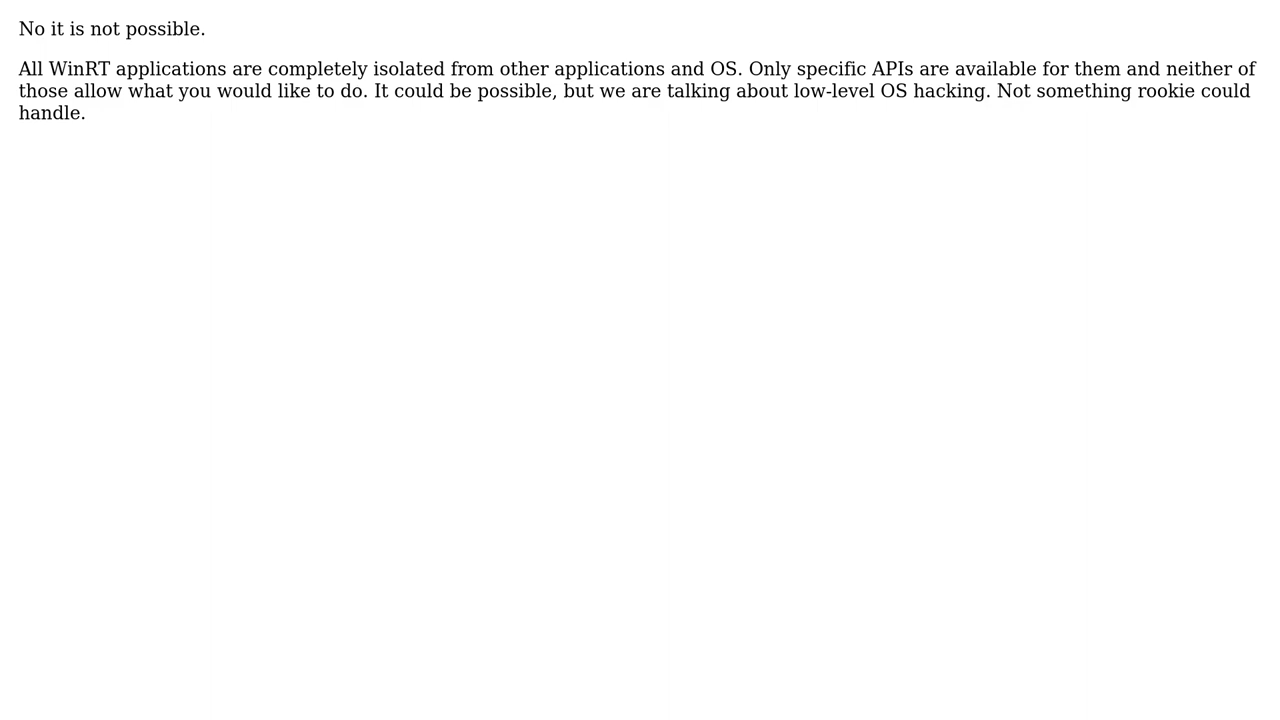 No it is not possible.
All WinRT applications are completely isolated from other applications and OS. Only specific APIs are available for them and neither of
those allow what you would like to do. It could be possible, but we are talking about low-level OS hacking. Not something rookie could
handle.